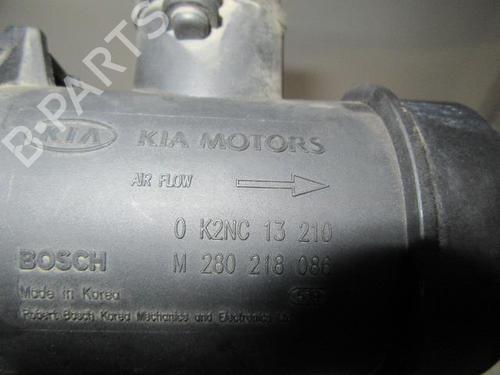 B-PARTS
KIA KIA MOTORS
AIR FLOW
0 K2NC 13 210
BOSCH M 280 218 086
Made in Korea
Robert Bosch Korea Mechanics and Electronics